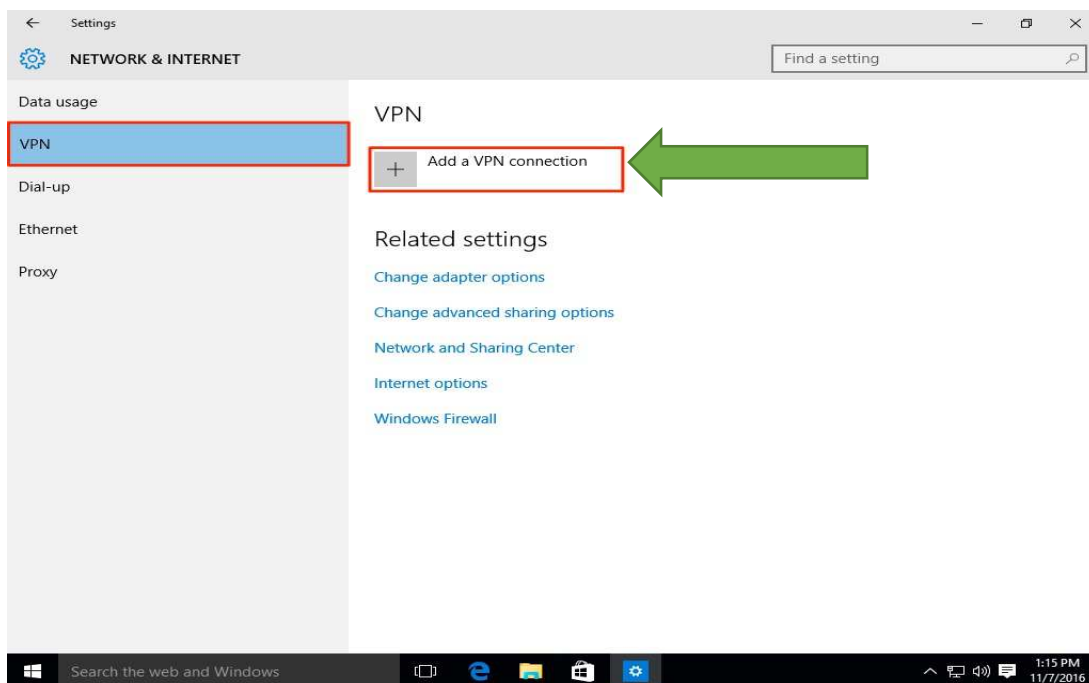 Settings
NETWORK & INTERNET
Find a setting
Data usage
VPN
Dial-up
Ethernet
Proxy
VPN
Add a VPN connection
Related settings
Change adapter options
Change advanced sharing options
Network and Sharing Center
Internet options
Windows Firewall
Search the web and Windows
1:15 PM
11/7/2016